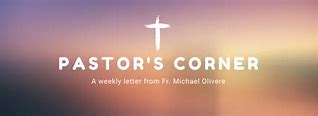 PASTOR'S CORNER
A weekly letter from Fr. Michael Olivere